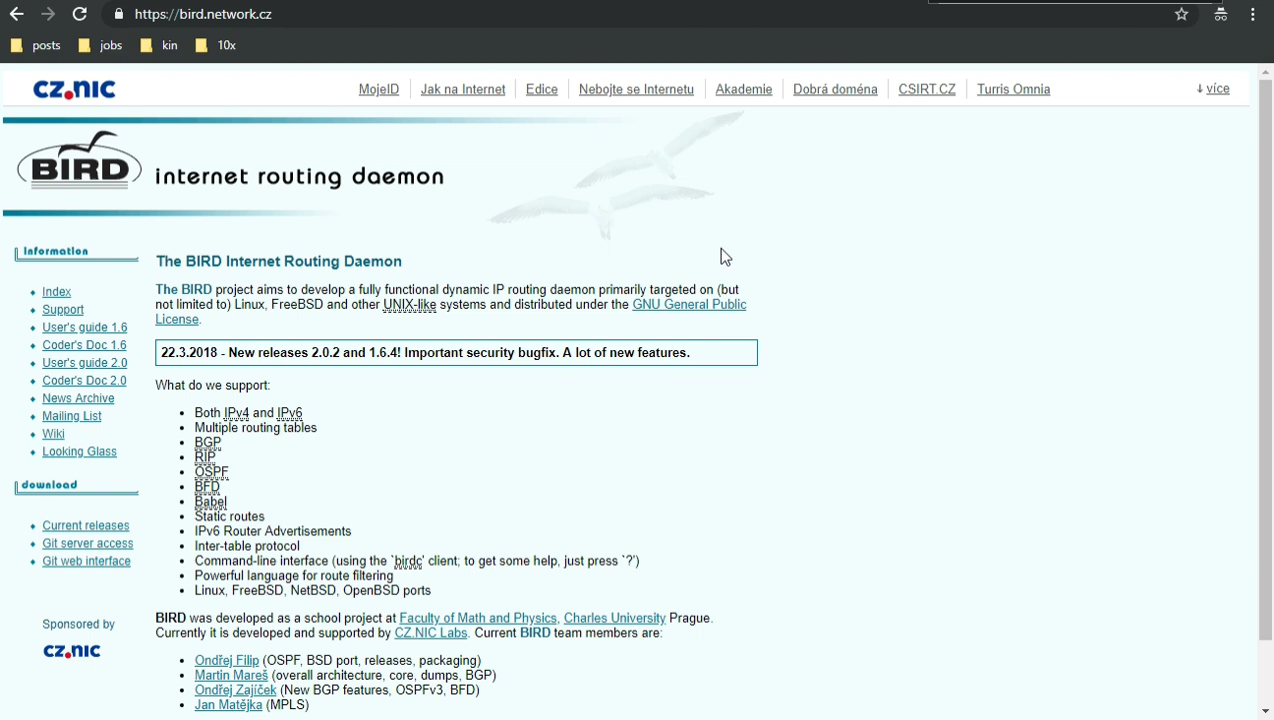 https://bird.network.cz
posts jobs kin 10x
CZ.NIC MojeID Jak na Internet Edice Nebojte se Internetu Akademie Dobrá doména CSIRT.CZ Turris Omnia ↓ více
BIRD internet routing daemon
information
Index
Support
User's guide 1.6
Coder's Doc 1.6
User's guide 2.0
Coder's Doc 2.0
News Archive
Mailing List
Wiki
Looking Glass
download
Current releases
Git server access
Git web interface
Sponsored by
CZ.NIC
The BIRD Internet Routing Daemon
The BIRD project aims to develop a fully functional dynamic IP routing daemon primarily targeted on (but
not limited to) Linux, FreeBSD and other UNIX-like systems and distributed under the GNU General Public
License.
22.3.2018 - New releases 2.0.2 and 1.6.4! Important security bugfix. A lot of new features.
What do we support:
• Both IPv4 and IPv6
• Multiple routing tables
• BGP
• RIP
• OSPF
• BFD
• Babel
• Static routes
• IPv6 Router Advertisements
• Inter-table protocol
• Command-line interface (using the `birdc' client; to get some help, just press `?')
• Powerful language for route filtering
• Linux, FreeBSD, NetBSD, OpenBSD ports
BIRD was developed as a school project at Faculty of Math and Physics, Charles University Prague.
Currently it is developed and supported by CZ.NIC Labs. Current BIRD team members are:
• Ondřej Filip (OSPF, BSD port, releases, packaging)
• Martin Mareš (overall architecture, core, dumps, BGP)
• Ondřej Zajíček (New BGP features, OSPFv3, BFD)
• Jan Matějka (MPLS)